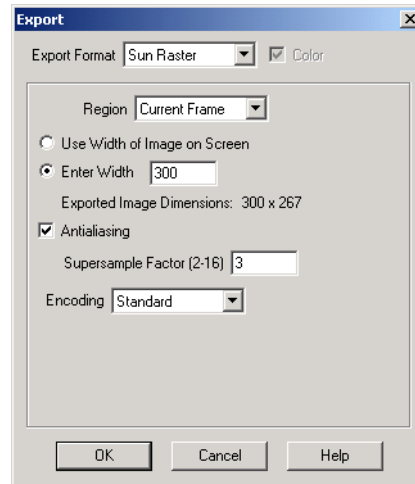 Export
Export Format Sun Raster Color
Region Current Frame
Use Width of Image on Screen
Enter Width 300
Exported Image Dimensions: 300 x 267
Antialiasing
Supersample Factor (2-16) 3
Encoding Standard
OK Cancel Help